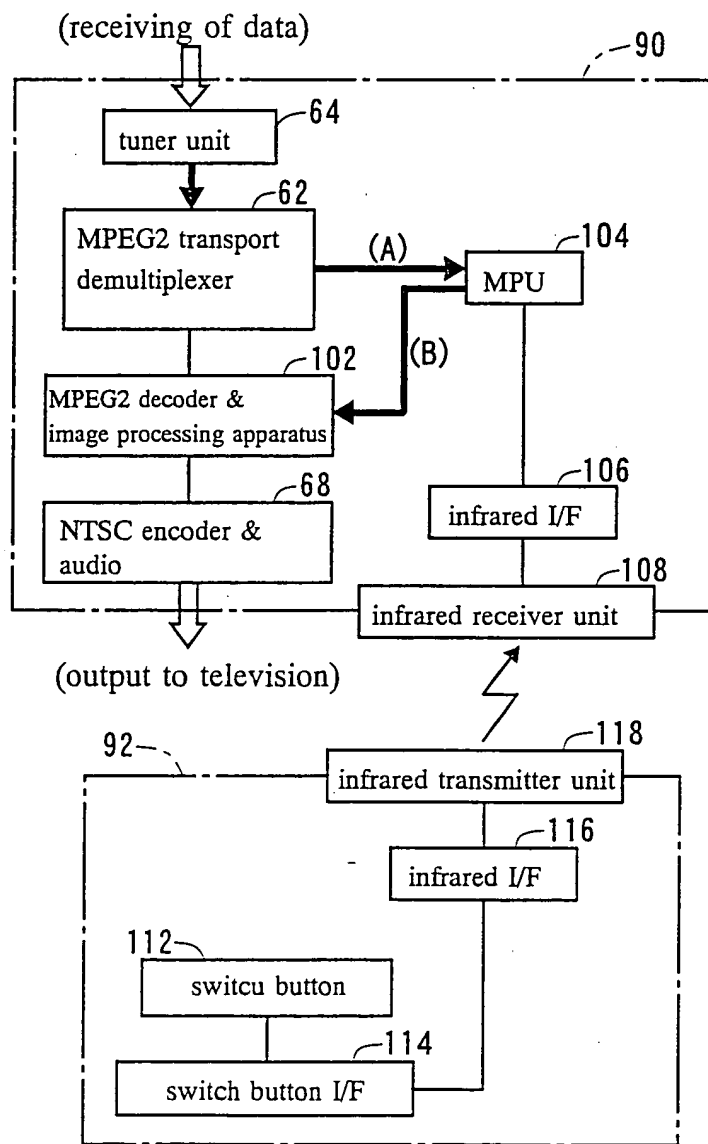 (receiving of data)
90
64
tuner unit
62
MPEG2 transport
demultiplexer
(A)
104
MPU
(B)
102
MPEG2 decoder &
image processing apparatus
106
infrared I/F
68
NTSC encoder &
audio
108
infrared receiver unit
(output to television)
92
118
infrared transmitter unit
116
infrared I/F
112
switcu button
114
switch button I/F